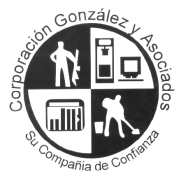 Corporación González y Asociados
Su Compañía de Confianza